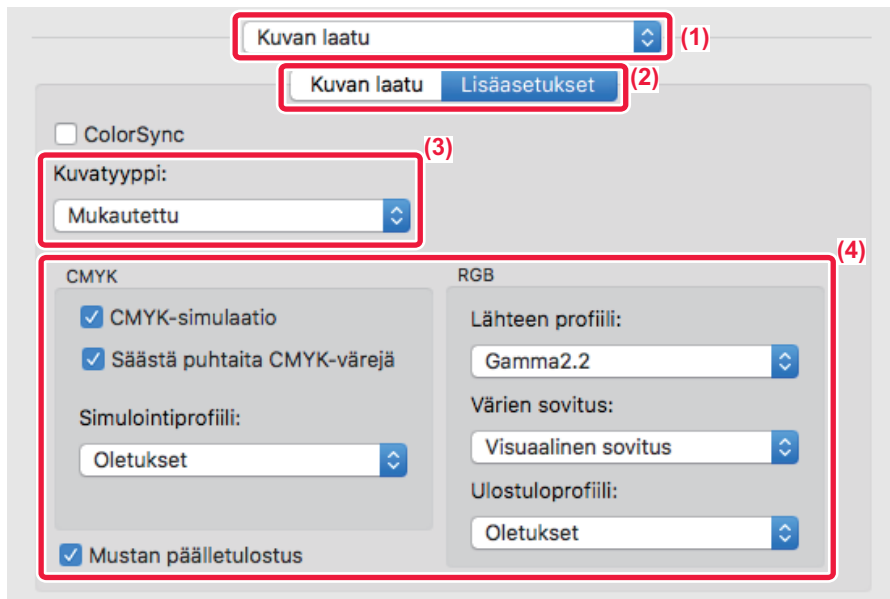 Kuvan laatu
(1)
Kuvan laatu Lisäasetukset
(2)
ColorSync
(3)
Kuvatyyppi:
Mukautettu
(4)
CMYK
CMYK-simulaatio
Säästä puhtaita CMYK-värejä
Simulointiprofiili:
Oletukset
Mustan päälletulostus
RGB
Lähteen profiili:
Gamma2.2
Värien sovitus:
Visuaalinen sovitus
Ulostuloprofiili:
Oletukset